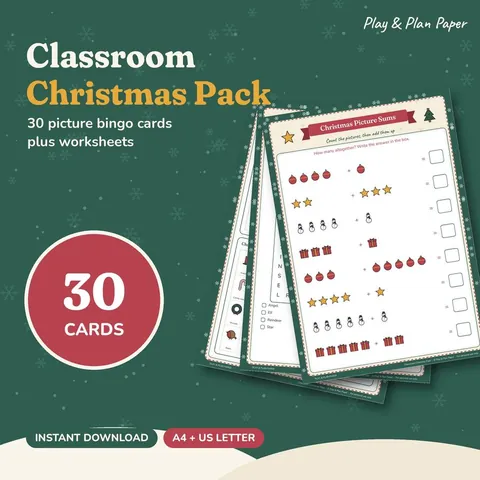 Play & Plan Paper
Classroom
Christmas Pack
30 picture bingo cards
plus worksheets
Christmas Picture Sums
Count the pictures, then add them up
How many altogether? Write the answer in the box.
+
=
+
=
+
=
+
=
+
=
+
=
+
=
+
=
30
CARDS
Angel
Elf
Reindeer
Star
INSTANT DOWNLOAD
A4 + US LETTER